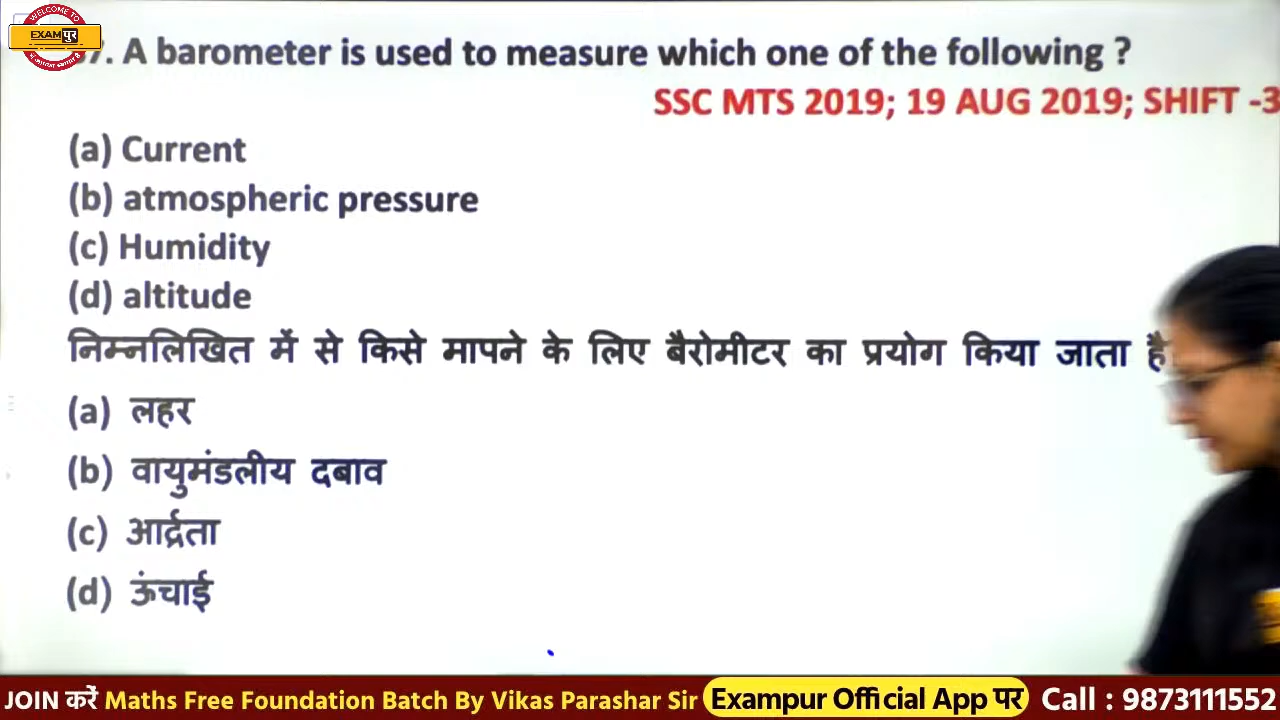 WELCOME TO
EXAMपुर
7. A barometer is used to measure which one of the following ?
SSC MTS 2019; 19 AUG 2019; SHIFT -3
(a) Current
(b) atmospheric pressure
(c) Humidity
(d) altitude
निम्नलिखित में से किसे मापने के लिए बैरोमीटर का प्रयोग किया जाता है
(a) लहर
(b) वायुमंडलीय दबाव
(c) आर्द्रता
(d) ऊंचाई
JOIN करें Maths Free Foundation Batch By Vikas Parashar Sir Exampur Official App पर Call : 9873111552